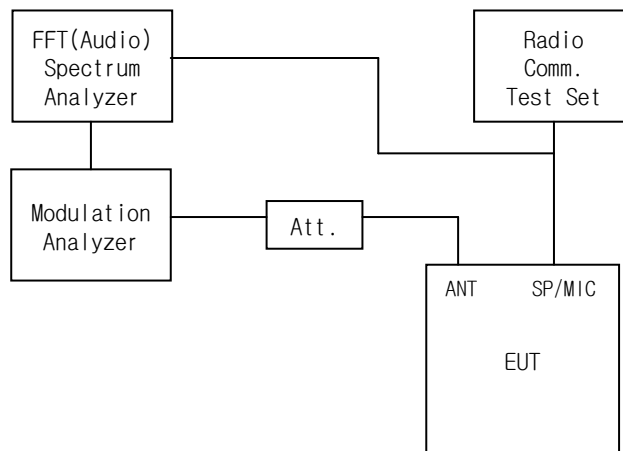 FFT(Audio)
Spectrum
Analyzer
Radio
Comm.
Test Set
Modulation
Analyzer
Att.
ANT
SP/MIC
EUT